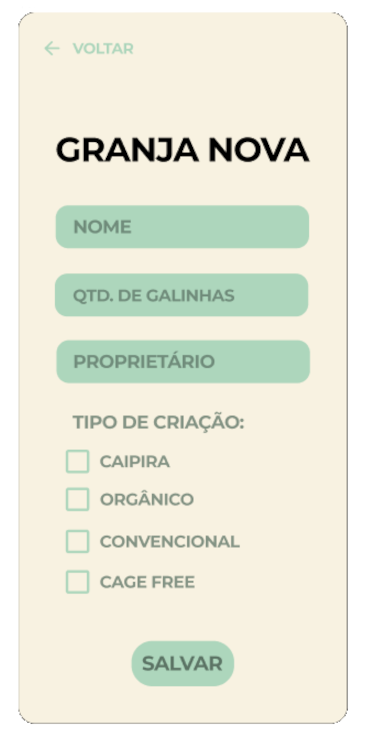 ← VOLTAR
GRANJA NOVA
NOME
QTD. DE GALINHAS
PROPRIETÁRIO
TIPO DE CRIAÇÃO:
CAIPIRA
ORGÂNICO
CONVENCIONAL
CAGE FREE
SALVAR